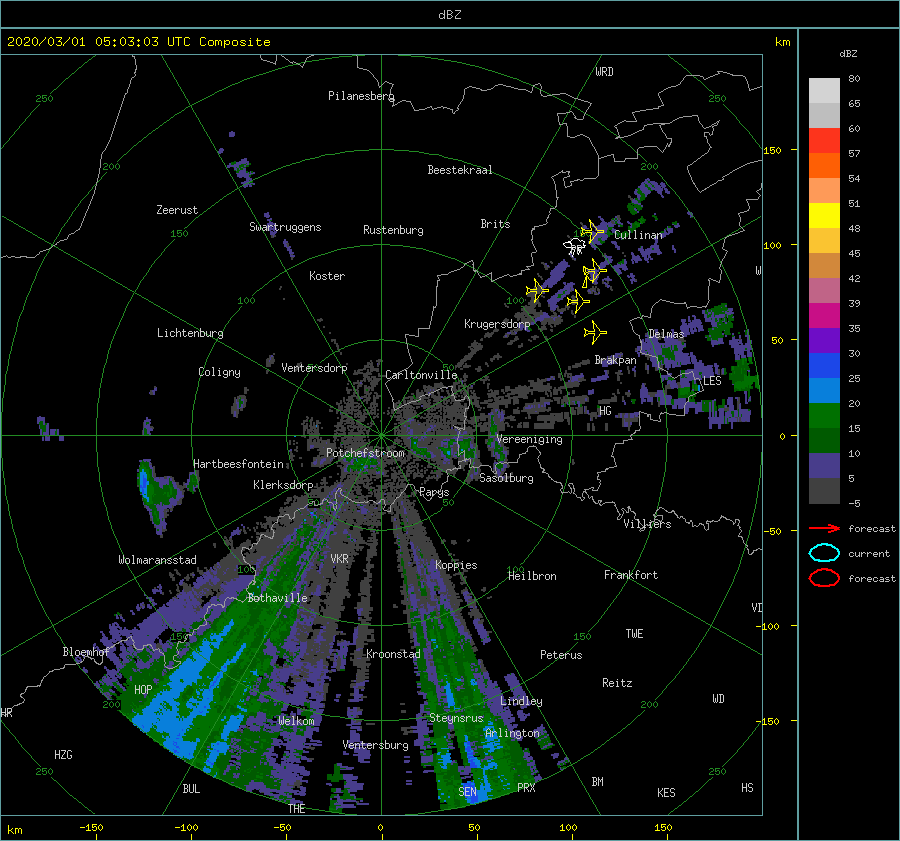 dBZ
2020/03/01 05:03:03 UTC Composite
km
dBZ
WRD
80
250
Pilanesberg
250
65
60
150
57
200
Beestekraal
200
54
Zeerust
51
Swartruggens
Brits
150
Rustenburg
Cullinan
48
100
45
W
Koster
42
100
100
39
Krugersdorp
35
Lichtenburg
Delmas
50
30
Brakpan
Coligny
Ventersdorp
Carltonville
LES
25
HG
20
Vereeniging
0
15
Potchefstroom
Hartbeesfontein
10
Klerksdorp
Sasolburg
5
Parys
50
50
-5
Villiers
forecast
-50
VKR
current
Wolmaransstad
Koppies
100
100
Heilbron
Frankfort
forecast
Bothaville
VI
-100
150
150
TWE
Bloemhof
Kroonstad
Peterus
HOP
Reitz
200
Lindley
200
WD
HR
Welkom
Steynsrus
-150
Arlington
Ventersburg
HZG
250
250
BUL
SEN
PRX
BM
KES
HS
THE
km
-150
-100
-50
0
50
100
150